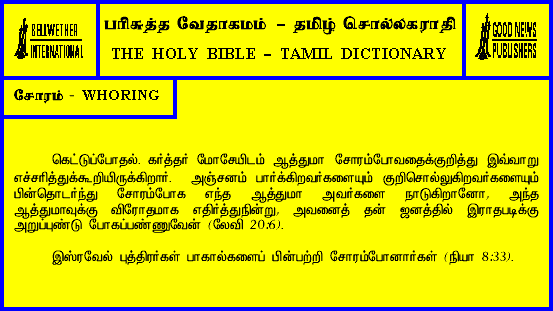 BELLWETHER
INTERNATIONAL
பரிசுத்த வேதாகமம் – தமிழ் சொல்லகராதி
THE HOLY BIBLE – TAMIL DICTIONARY
GOOD NEWS
PUBLISHERS
சோரம் - WHORING
கெட்டுப்போதல். கர்த்தர் மோசேயிடம் ஆத்துமா சோரம்போவதைக்குறித்து இவ்வாறு
எச்சரித்துக்கூறியிருக்கிறார். அஞ்சனம் பார்க்கிறவர்களையும் குறிசொல்லுகிறவர்களையும்
பின்தொடர்ந்து சோரம்போக எந்த ஆத்துமா அவர்களை நாடுகிறானோ, அந்த
ஆத்துமாவுக்கு விரோதமாக எதிர்த்துநின்று, அவனைத் தன் ஜனத்தில் இராதபடிக்கு
அறுப்புண்டு போகப்பண்ணுவேன் (லேவி 20:6).
இஸ்ரவேல் புத்திரர்கள் பாகால்களைப் பின்பற்றி சோரம்போனார்கள் (நியா 8:33).